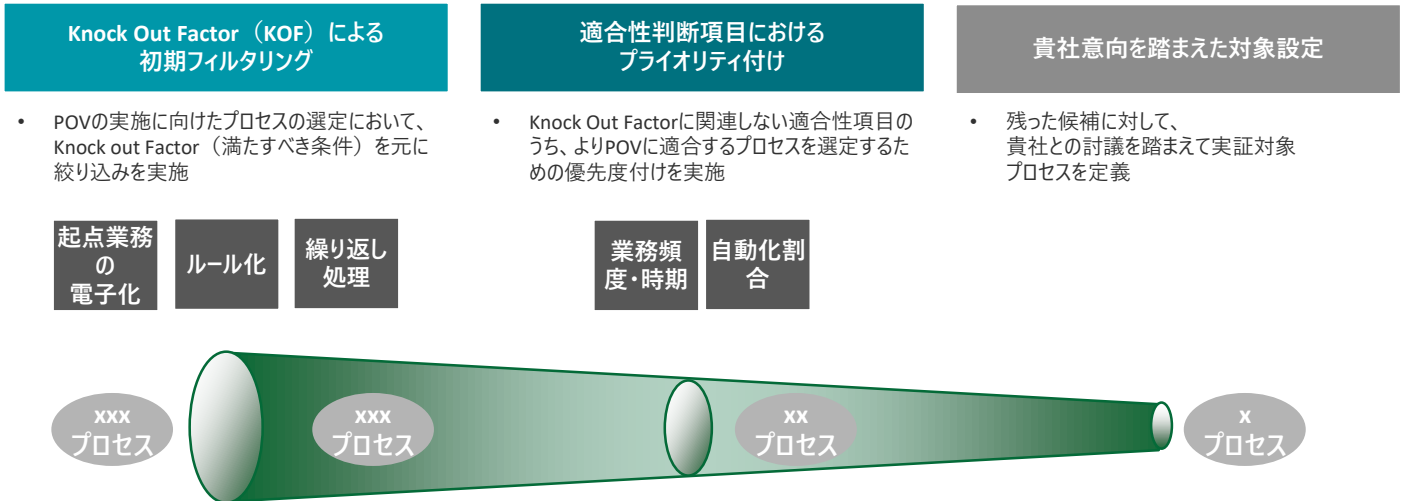 Knock Out Factor（KOF）による
初期フィルタリング
• POVの実施に向けたプロセスの選定において、
Knock out Factor（満たすべき条件）を元に
絞り込みを実施
起点業務
の
電子化
ルール化
繰り返し
処理
適合性判断項目における
プライオリティ付け
• Knock Out Factorに関連しない適合性項目の
うち、よりPOVに適合するプロセスを選定するた
めの優先度付けを実施
業務頻
度・時期
自動化割
合
貴社意向を踏まえた対象設定
• 残った候補に対して、
貴社との討議を踏まえて実証対象
プロセスを定義
xxx
プロセス
xxx
プロセス
xx
プロセス
x
プロセス